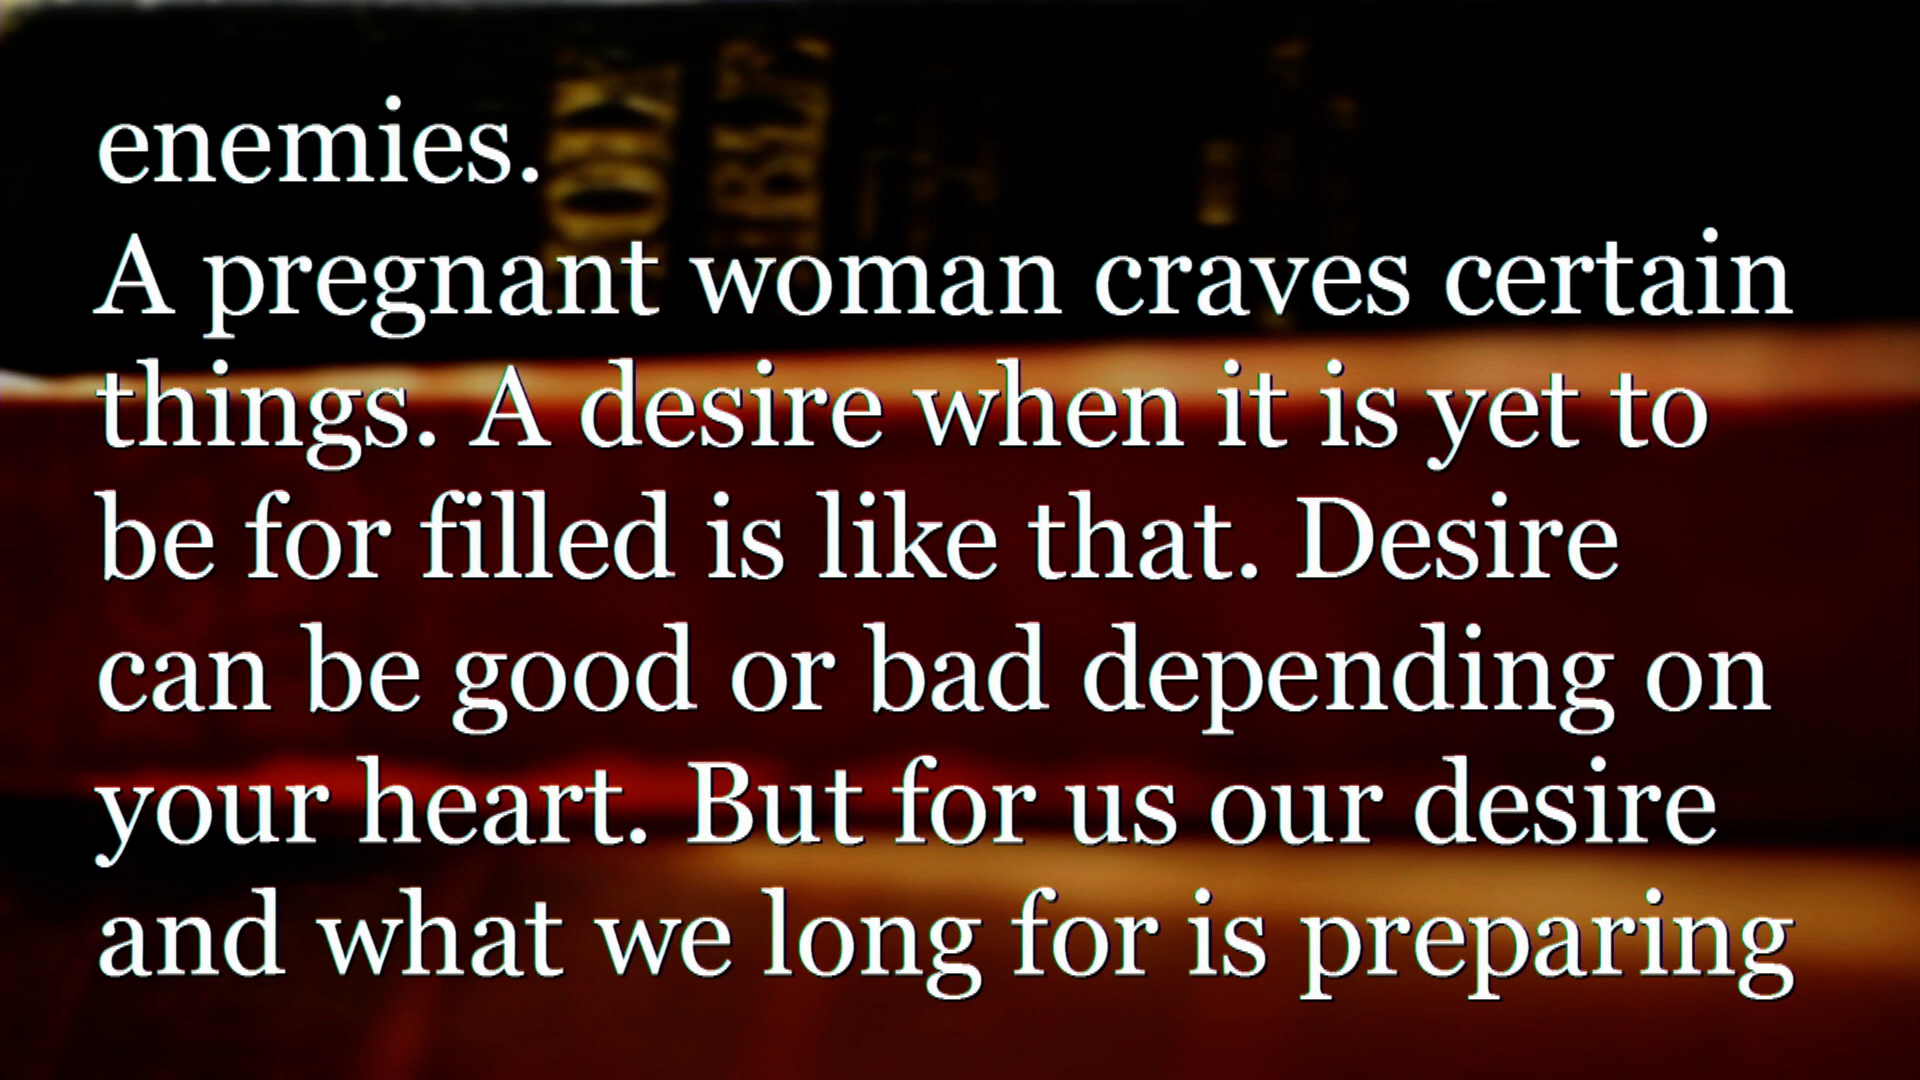 enemies.
A pregnant woman craves certain
things. A desire when it is yet to
be for filled is like that. Desire
can be good or bad depending on
your heart. But for us our desire
and what we long for is preparing